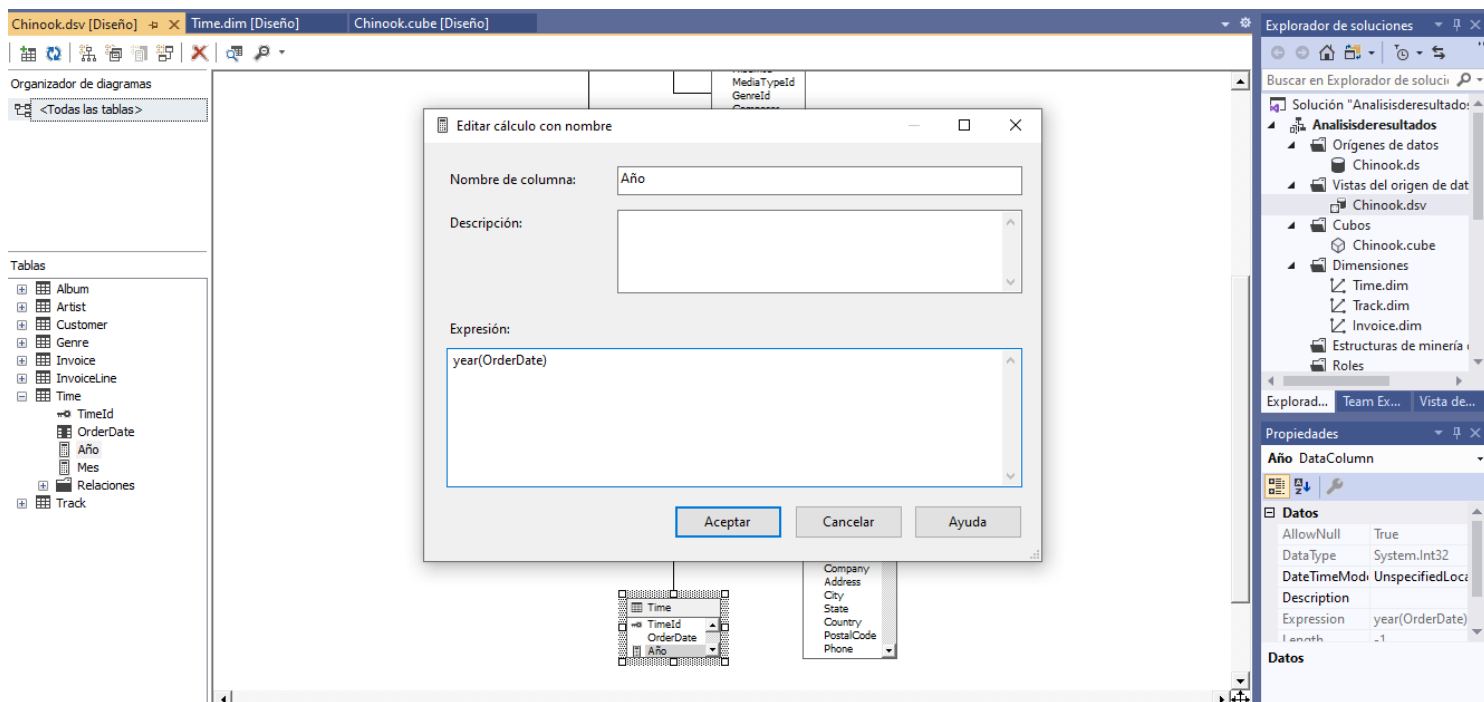 Chinook.dsv [Diseño]
Time.dim [Diseño]
Chinook.cube [Diseño]
Organizador de diagramas
<Todas las tablas>
Tablas
Album
Artist
Customer
Genre
Invoice
InvoiceLine
Time
TimeId
OrderDate
Año
Mes
Relaciones
Track
MediaTypeId
GenreId
Editar cálculo con nombre
Nombre de columna:
Año
Descripción:
Expresión:
year(OrderDate)
Aceptar
Cancelar
Ayuda
Time
TimeId
OrderDate
Año
Company
Address
City
State
Country
PostalCode
Phone
Explorador de soluciones
Buscar en Explorador de soluci
Solución "Analisisderesultados
Analisisderesultados
Orígenes de datos
Chinook.ds
Vistas del origen de dat
Chinook.dsv
Cubos
Chinook.cube
Dimensiones
Time.dim
Track.dim
Invoice.dim
Estructuras de minería
Roles
Explorad...
Team Ex...
Vista de...
Propiedades
Año DataColumn
Datos
AllowNull True
DataType System.Int32
DateTimeMod UnspecifiedLoca
Description
Expression year(OrderDate)
Length -1
Datos